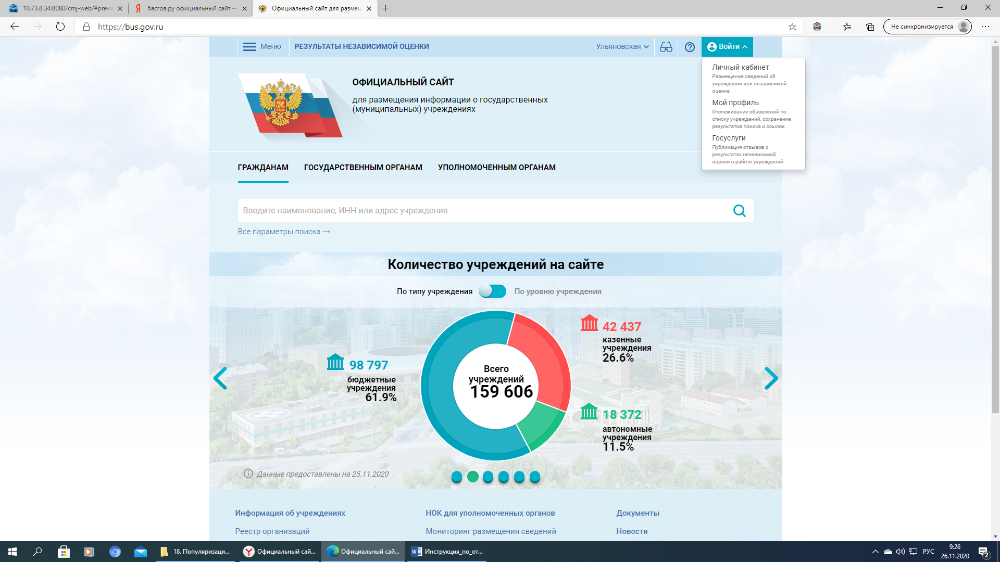 10.73.8.34:8080/cmj-web/#previ
басгов.ру официальный сайт —
Официальный сайт для размещ
https://bus.gov.ru
Не синхронизируется
Меню
РЕЗУЛЬТАТЫ НЕЗАВИСИМОЙ ОЦЕНКИ
Ульяновская
Войти
Личный кабинет
Размещение сведений об
учреждении или независимой
оценке
Мой профиль
Отслеживание обновлений по
списку учреждений, сохранение
результатов поиска и ссылок
Госуслуги
Публикация отзывов о
результатах независимой
оценки о работе учреждений
ОФИЦИАЛЬНЫЙ САЙТ
для размещения информации о государственных
(муниципальных) учреждениях
ГРАЖДАНАМ
ГОСУДАРСТВЕННЫМ ОРГАНАМ
УПОЛНОМОЧЕННЫМ ОРГАНАМ
Введите наименование, ИНН или адрес учреждения
Все параметры поиска →
Количество учреждений на сайте
По типу учреждения
По уровню учреждения
98 797
бюджетные
учреждения
61.9%
Всего
учреждений
159 606
42 437
казенные
учреждения
26.6%
18 372
автономные
учреждения
11.5%
Данные предоставлены на 25.11.2020
Информация об учреждениях
НОК для уполномоченных органов
Документы
Реестр организаций
Мониторинг размещения сведений
Новости
18. Популяризаци...
Официальный сай...
Официальный сай...
Инструкция_по_от...
РУС
9:26
26.11.2020
2